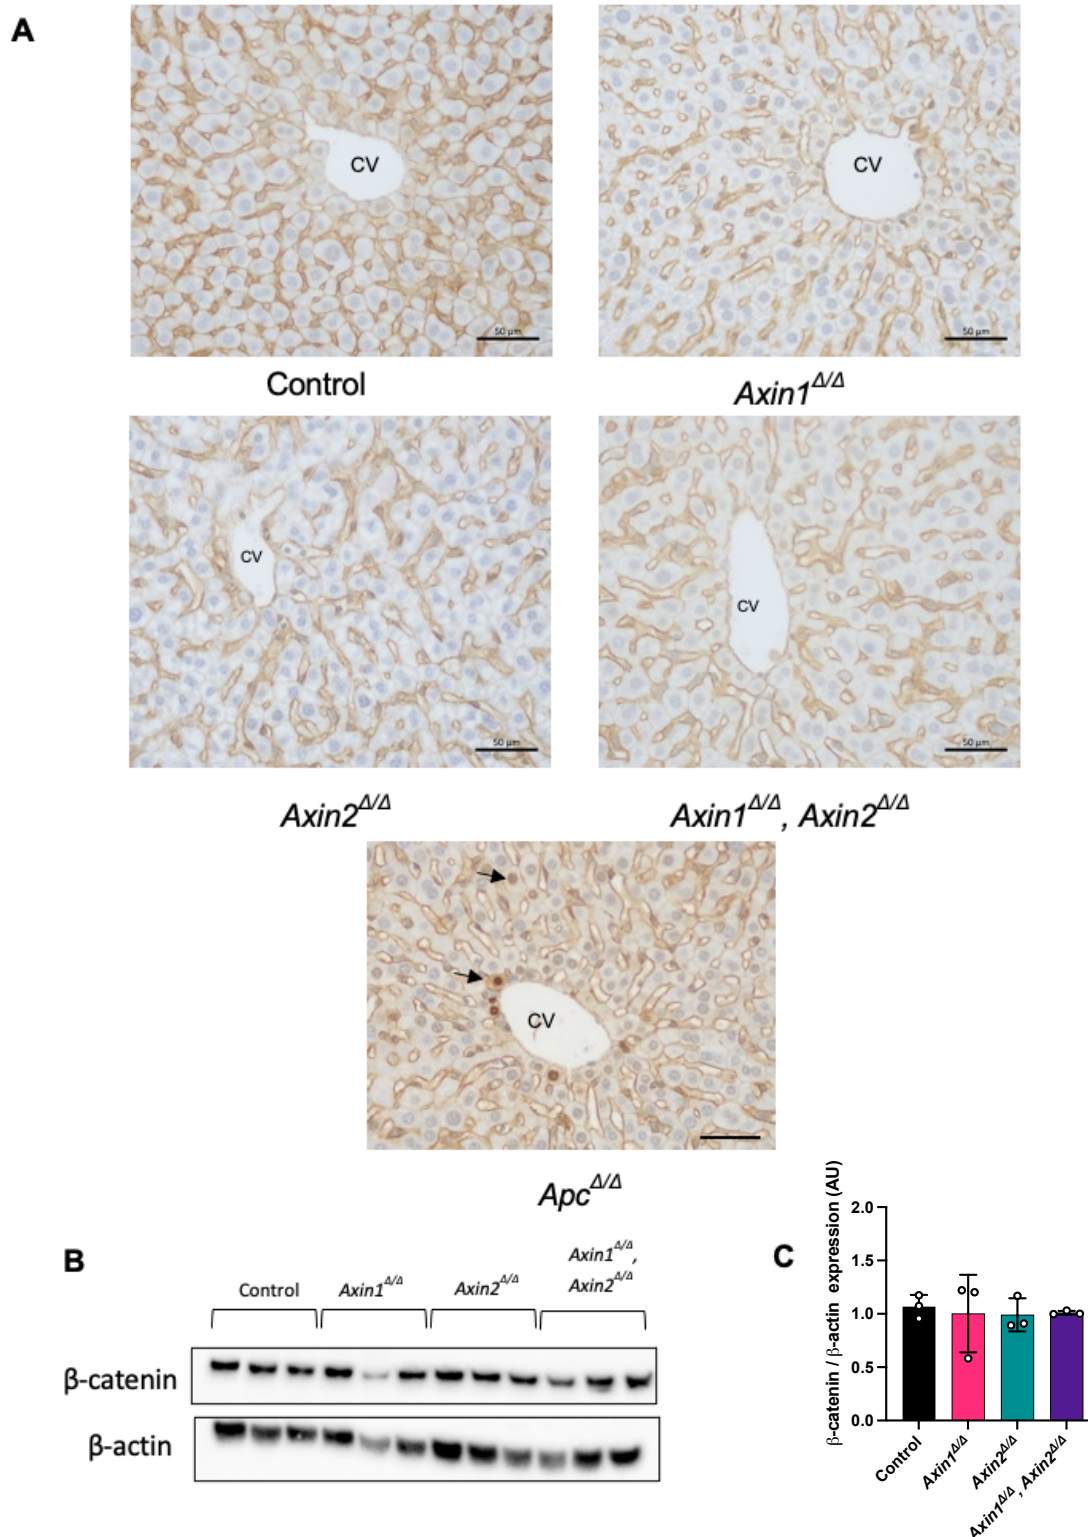 A
CV
CV
50 µm
50 µm
Control
Axin1Δ/Δ
CV
CV
50 µm
50 µm
Axin2Δ/Δ
Axin1Δ/Δ, Axin2Δ/Δ
CV
ApcΔ/Δ
B
Control
Axin1Δ/Δ
Axin2Δ/Δ
Axin1Δ/Δ,
Axin2Δ/Δ
β-catenin
β-actin
C
β-catenin / β-actin expression (AU)
2.0
1.5
1.0
0.5
0.0
Control
Axin1Δ/Δ
Axin2Δ/Δ
Axin1Δ/Δ, Axin2Δ/Δ